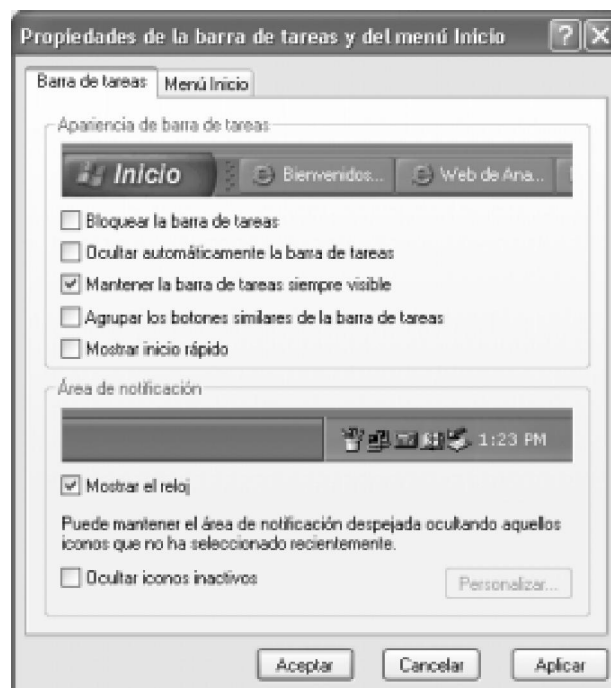 Propiedades de la barra de tareas y del menú Inicio
Barra de tareas
Menú Inicio
Apariencia de barra de tareas
Inicio
Bienvenidos...
Web de Ana...
Bloquear la barra de tareas
Ocultar automáticamente la barra de tareas
Mantener la barra de tareas siempre visible
Agrupar los botones similares de la barra de tareas
Mostrar inicio rápido
Área de notificación
1:23 PM
Mostrar el reloj
Puede mantener el área de notificación despejada ocultando aquellos
iconos que no ha seleccionado recientemente.
Ocultar iconos inactivos
Personalizar...
Aceptar
Cancelar
Aplicar